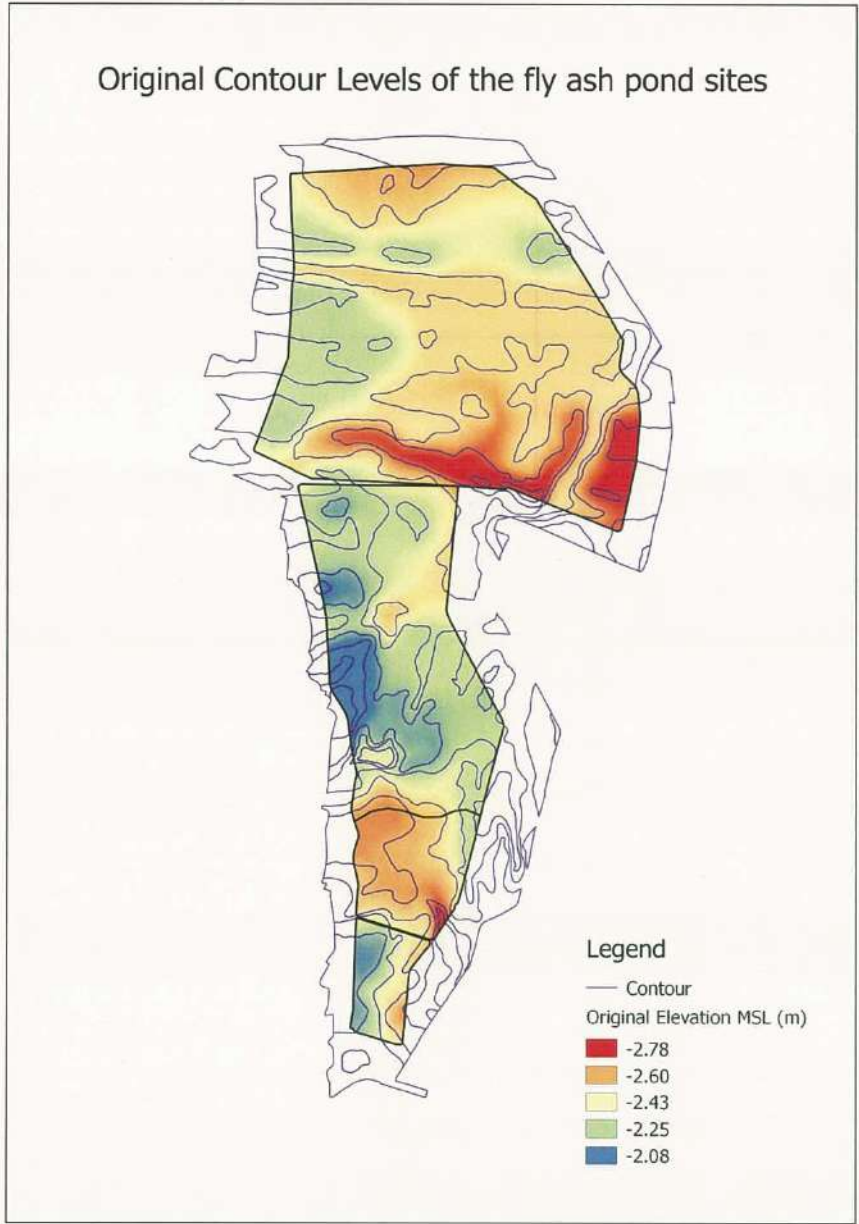 Original Contour Levels of the fly ash pond sites
Legend
Contour
Original Elevation MSL (m)
-2.78
-2.60
-2.43
-2.25
-2.08